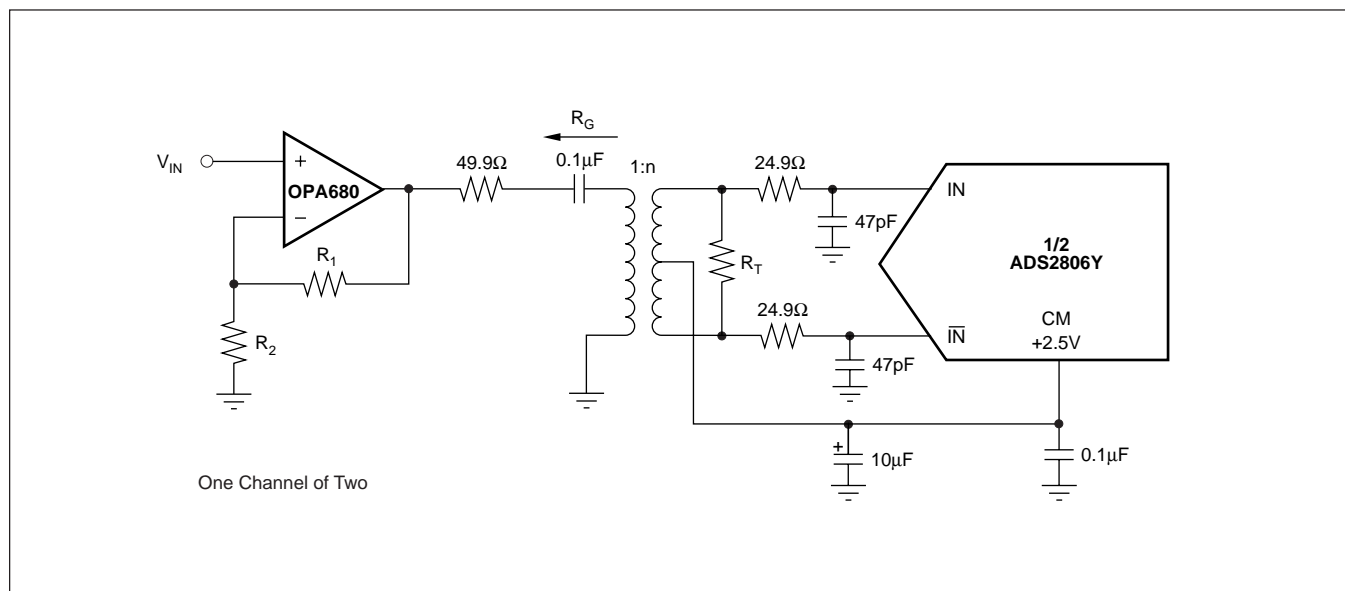 R_G
V_IN
+
OPA680
−
49.9Ω
0.1µF
1:n
R_1
R_2
R_T
24.9Ω
47pF
24.9Ω
47pF
IN
1/2
ADS2806Y
CM
+2.5V
I̅N̅
+
10µF
0.1µF
One Channel of Two